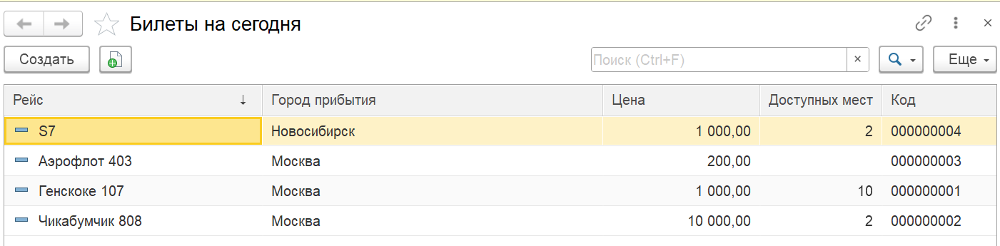 Билеты на сегодня
Создать Поиск (Ctrl+F) × Еще
Рейс ↓ Город прибытия Цена Доступных мест Код
S7 Новосибирск 1 000,00 2 000000004
Аэрофлот 403 Москва 200,00 000000003
Генскоке 107 Москва 1 000,00 10 000000001
Чикабумчик 808 Москва 10 000,00 2 000000002